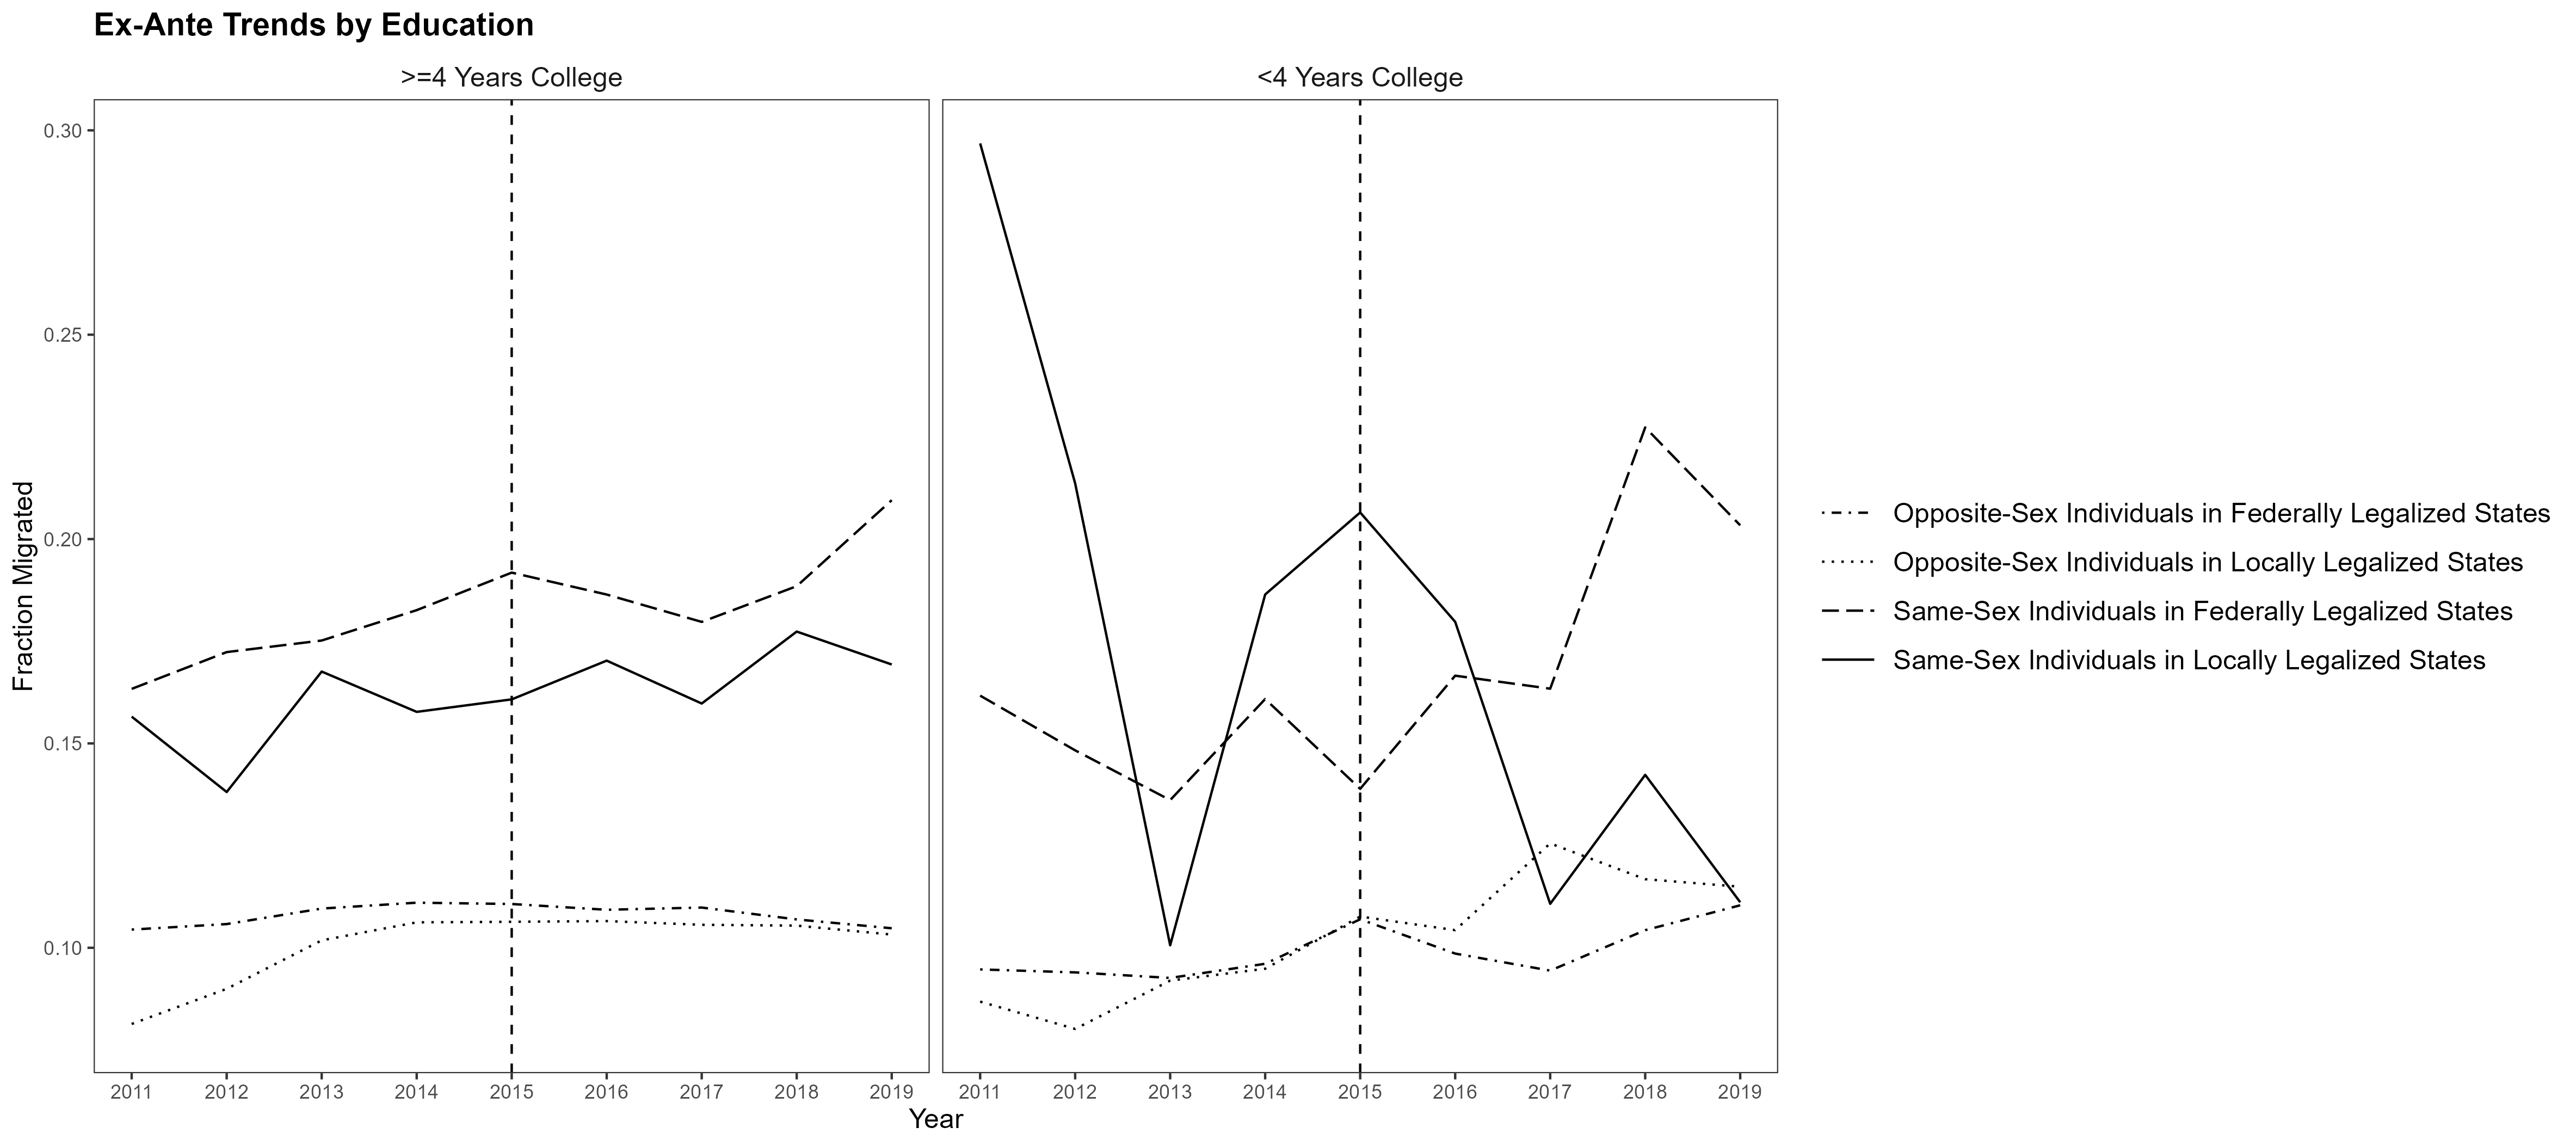 Ex-Ante Trends by Education
>=4 Years College
<4 Years College
Fraction Migrated
0.30
0.25
0.20
0.15
0.10
2011 2012 2013 2014 2015 2016 2017 2018 2019
2011 2012 2013 2014 2015 2016 2017 2018 2019
Year
Opposite-Sex Individuals in Federally Legalized States
Opposite-Sex Individuals in Locally Legalized States
Same-Sex Individuals in Federally Legalized States
Same-Sex Individuals in Locally Legalized States